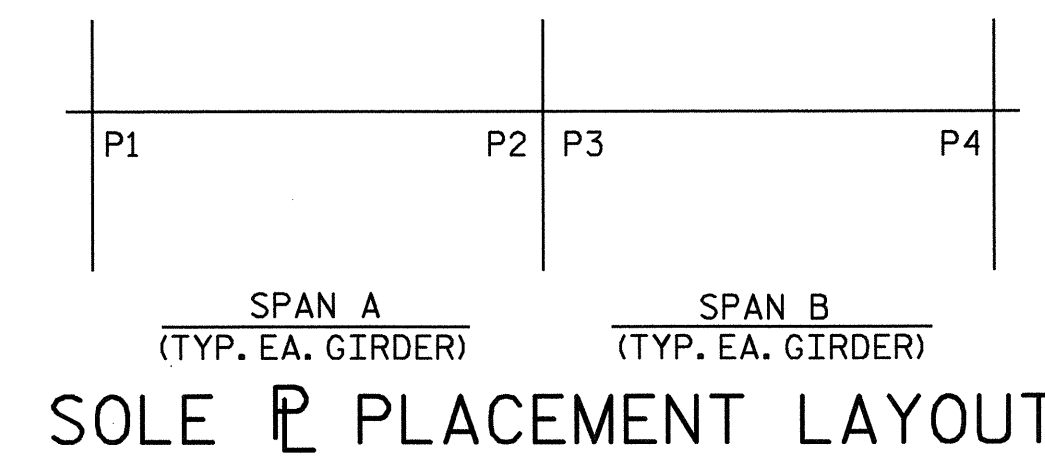 P1 P2 P3 P4
SPAN A SPAN B
(TYP. EA. GIRDER) (TYP. EA. GIRDER)
SOLE ⅊ PLACEMENT LAYOUT